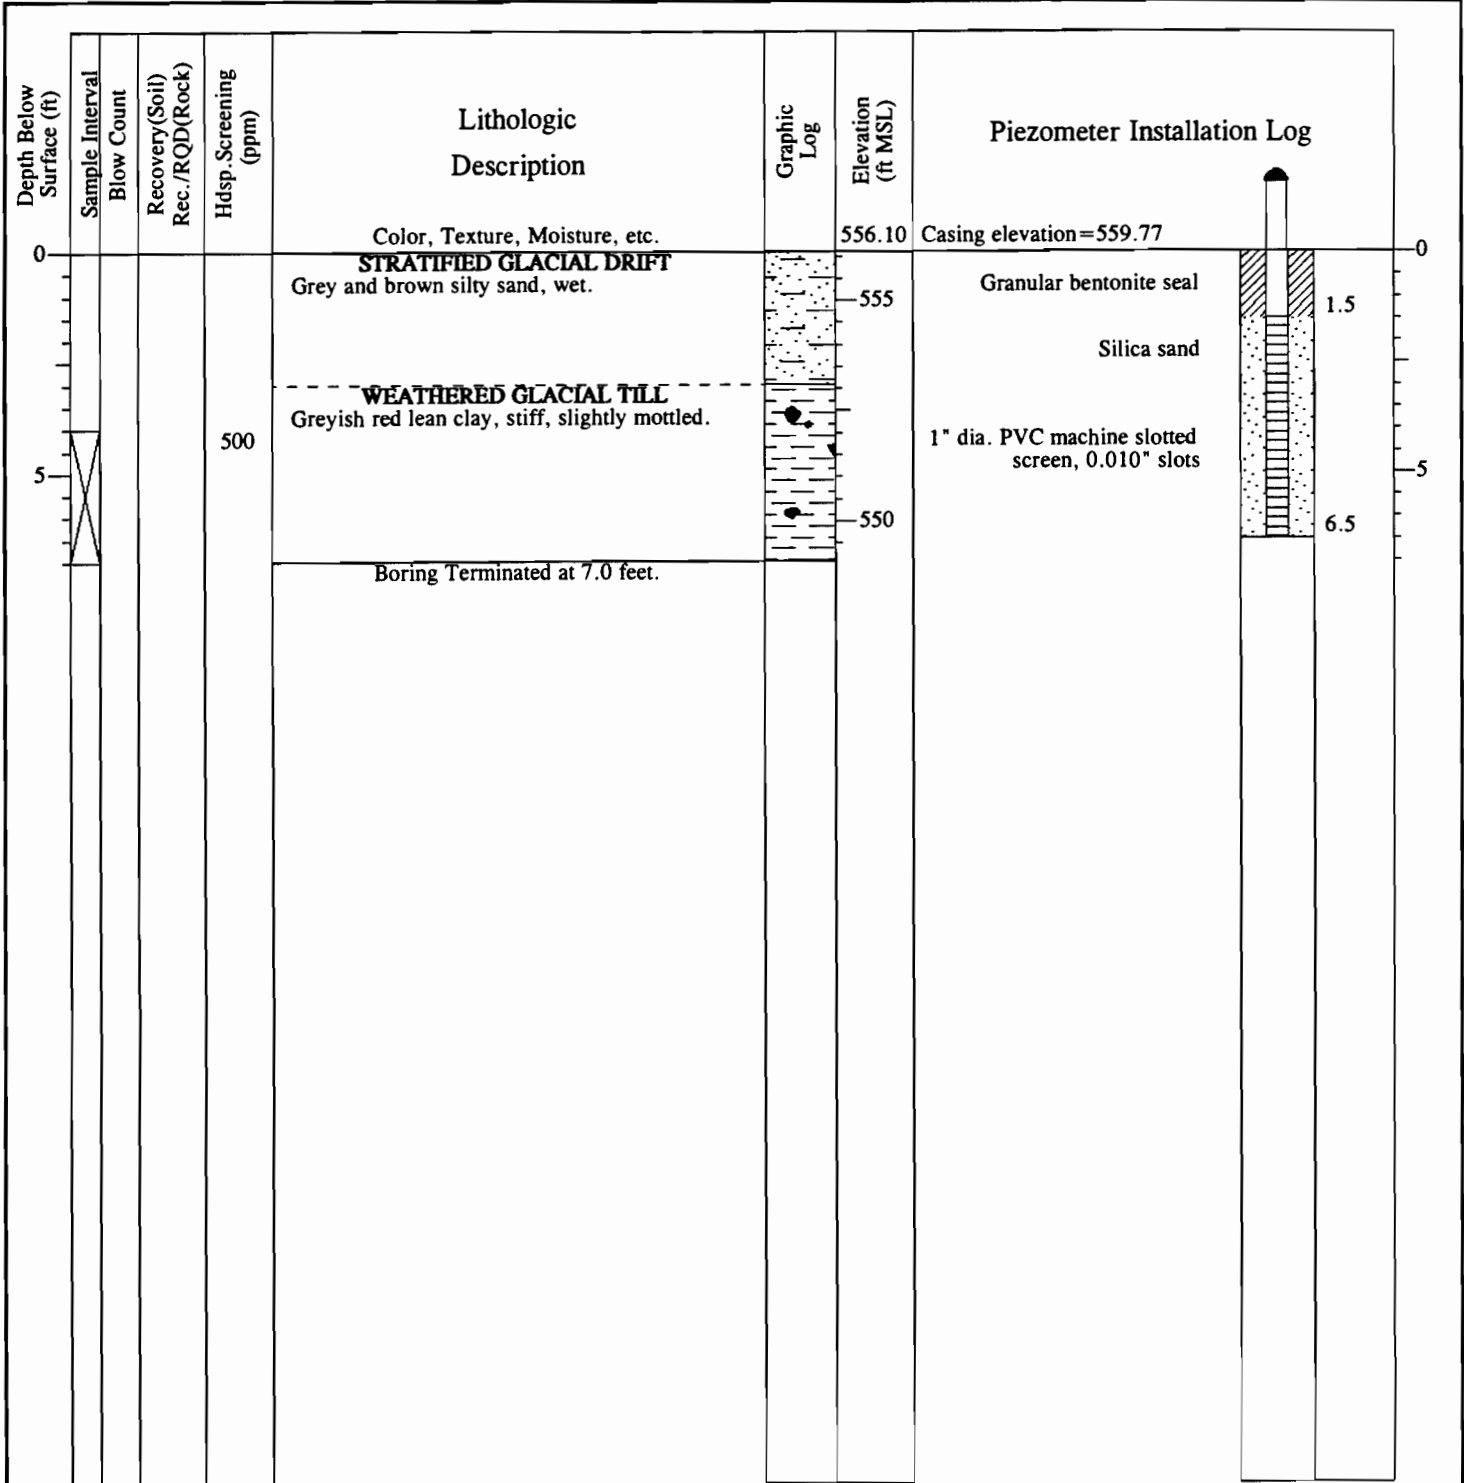 Depth Below
Surface (ft)
Sample Interval
Blow Count
Recovery(Soil)
Rec./RQD(Rock)
Hdsp.Screening
(ppm)
Lithologic
Description
Color, Texture, Moisture, etc.
Graphic
Log
Elevation
(ft MSL)
556.10
Piezometer Installation Log
Casing elevation=559.77
0
0
STRATIFIED GLACIAL DRIFT
Grey and brown silty sand, wet.
Granular bentonite seal
555
1.5
Silica sand
WEATHERED GLACIAL TILL
Greyish red lean clay, stiff, slightly mottled.
500
1" dia. PVC machine slotted
screen, 0.010" slots
5
5
550
6.5
Boring Terminated at 7.0 feet.